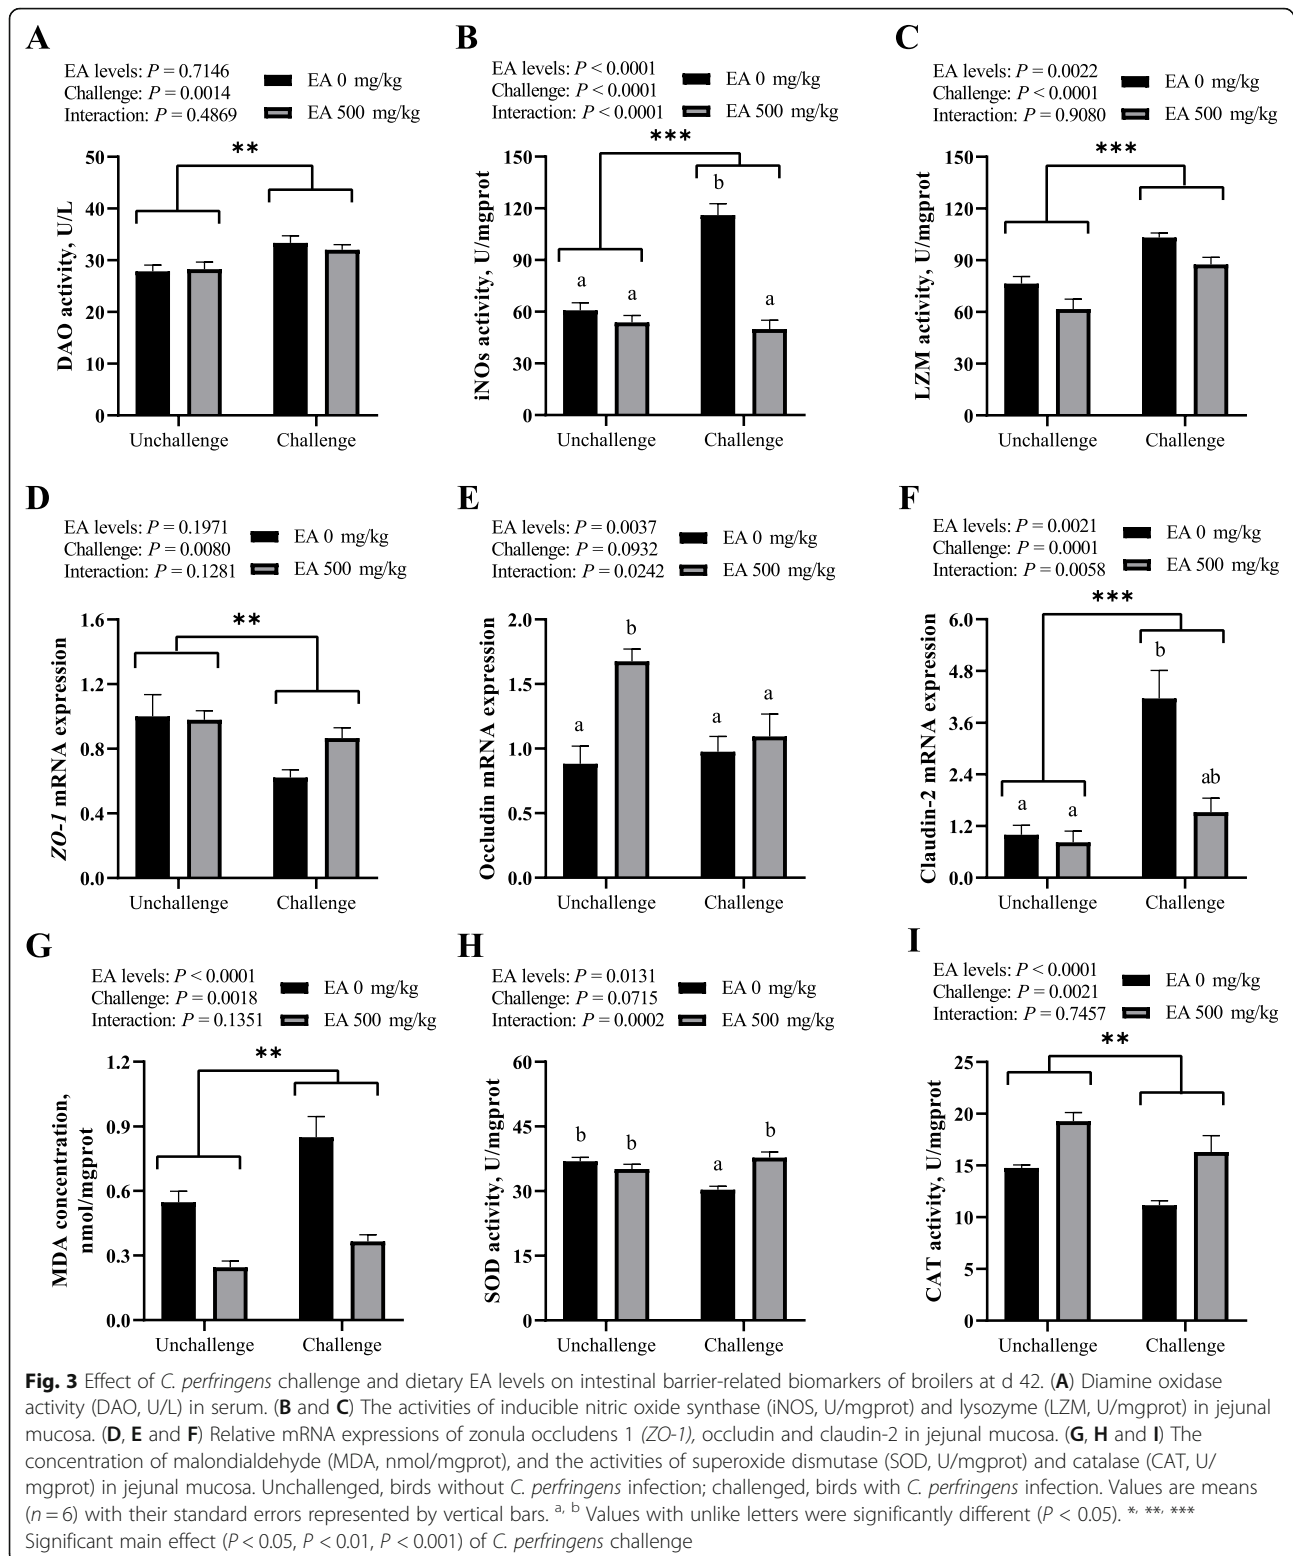 A
EA levels: P = 0.7146
Challenge: P = 0.0014
Interaction: P = 0.4869
EA 0 mg/kg
EA 500 mg/kg
**
DAO activity, U/L
50
40
30
20
10
0
Unchallenge
Challenge
B
EA levels: P < 0.0001
Challenge: P < 0.0001
Interaction: P < 0.0001
EA 0 mg/kg
EA 500 mg/kg
***
iNOs activity, U/mgprot
150
120
90
60
30
0
a
a
b
a
Unchallenge
Challenge
C
EA levels: P = 0.0022
Challenge: P < 0.0001
Interaction: P = 0.9080
EA 0 mg/kg
EA 500 mg/kg
***
LZM activity, U/mgprot
150
120
90
60
30
0
Unchallenge
Challenge
D
EA levels: P = 0.1971
Challenge: P = 0.0080
Interaction: P = 0.1281
EA 0 mg/kg
EA 500 mg/kg
**
ZO-1 mRNA expression
1.6
1.2
0.8
0.4
0.0
Unchallenge
Challenge
E
EA levels: P = 0.0037
Challenge: P = 0.0932
Interaction: P = 0.0242
EA 0 mg/kg
EA 500 mg/kg
Occludin mRNA expression
2.0
1.5
1.0
0.5
0.0
a
b
a
a
Unchallenge
Challenge
F
EA levels: P = 0.0021
Challenge: P = 0.0001
Interaction: P = 0.0058
EA 0 mg/kg
EA 500 mg/kg
***
Claudin-2 mRNA expression
6.0
4.8
3.6
2.4
1.2
0.0
a
a
b
ab
Unchallenge
Challenge
G
EA levels: P < 0.0001
Challenge: P = 0.0018
Interaction: P = 0.1351
EA 0 mg/kg
EA 500 mg/kg
**
MDA concentration,
nmol/mgprot
1.2
0.9
0.6
0.3
0.0
Unchallenge
Challenge
H
EA levels: P = 0.0131
Challenge: P = 0.0715
Interaction: P = 0.0002
EA 0 mg/kg
EA 500 mg/kg
SOD activity, U/mgprot
60
45
30
15
0
b
b
a
b
Unchallenge
Challenge
I
EA levels: P < 0.0001
Challenge: P = 0.0021
Interaction: P = 0.7457
EA 0 mg/kg
EA 500 mg/kg
**
CAT activity, U/mgprot
25
20
15
10
5
0
Unchallenge
Challenge
Fig. 3 Effect of C. perfringens challenge and dietary EA levels on intestinal barrier-related biomarkers of broilers at d 42. (A) Diamine oxidase
activity (DAO, U/L) in serum. (B and C) The activities of inducible nitric oxide synthase (iNOS, U/mgprot) and lysozyme (LZM, U/mgprot) in jejunal
mucosa. (D, E and F) Relative mRNA expressions of zonula occludens 1 (ZO-1), occludin and claudin-2 in jejunal mucosa. (G, H and I) The
concentration of malondialdehyde (MDA, nmol/mgprot), and the activities of superoxide dismutase (SOD, U/mgprot) and catalase (CAT, U/
mgprot) in jejunal mucosa. Unchallenged, birds without C. perfringens infection; challenged, birds with C. perfringens infection. Values are means
(n = 6) with their standard errors represented by vertical bars. a, b Values with unlike letters were significantly different (P < 0.05). *, **, ***
Significant main effect (P < 0.05, P < 0.01, P < 0.001) of C. perfringens challenge